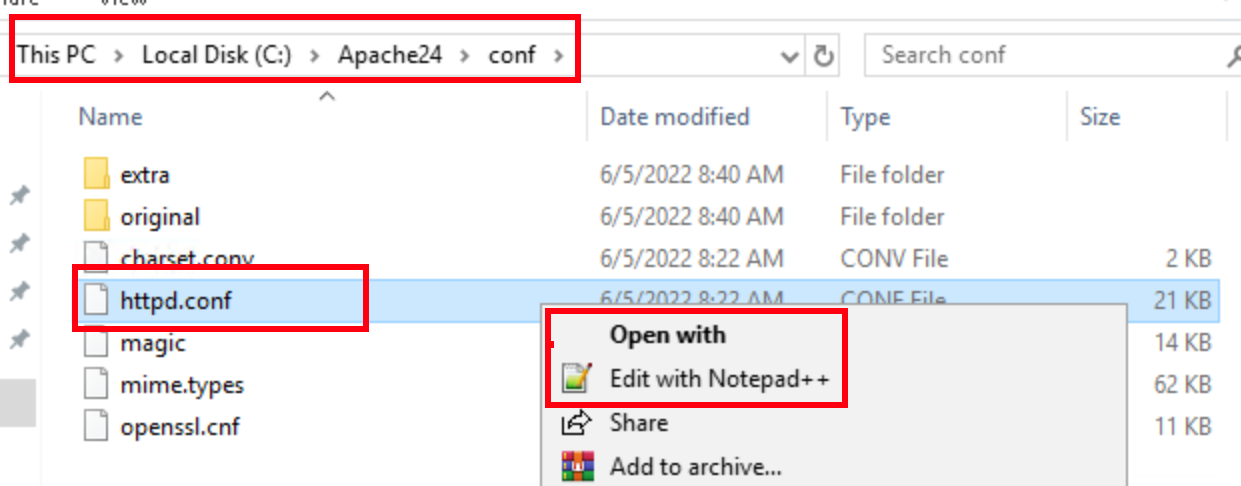 This PC > Local Disk (C:) > Apache24 > conf >
Search conf
Name Date modified Type Size
extra 6/5/2022 8:40 AM File folder
original 6/5/2022 8:40 AM File folder
charset.conv 6/5/2022 8:22 AM CONV File 2 KB
httpd.conf 6/5/2022 8:22 AM CONF File 21 KB
Open with
magic 14 KB
Edit with Notepad++
mime.types 62 KB
Share
openssl.cnf 11 KB
Add to archive...